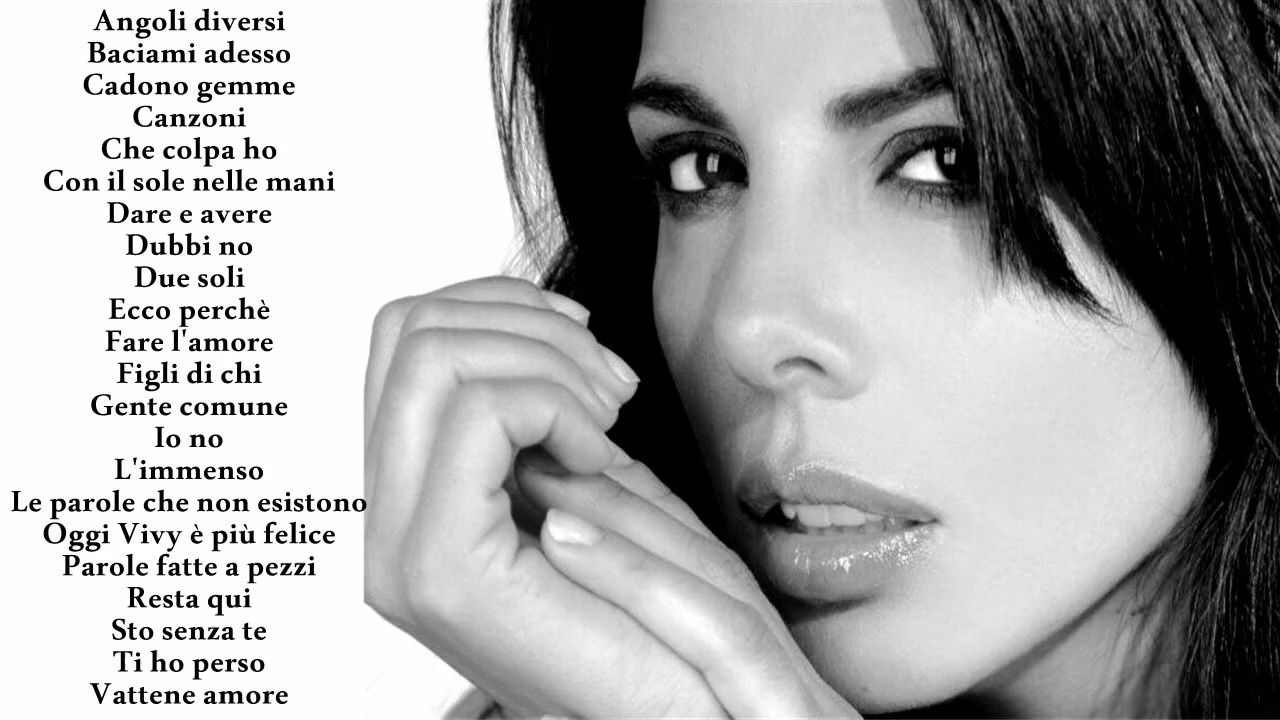 Angoli diversi
Baciami adesso
Cadono gemme
Canzoni
Che colpa ho
Con il sole nelle mani
Dare e avere
Dubbi no
Due soli
Ecco perchè
Fare l'amore
Figli di chi
Gente comune
Io no
L'immenso
Le parole che non esistono
Oggi Vivy è più felice
Parole fatte a pezzi
Resta qui
Sto senza te
Ti ho perso
Vattene amore